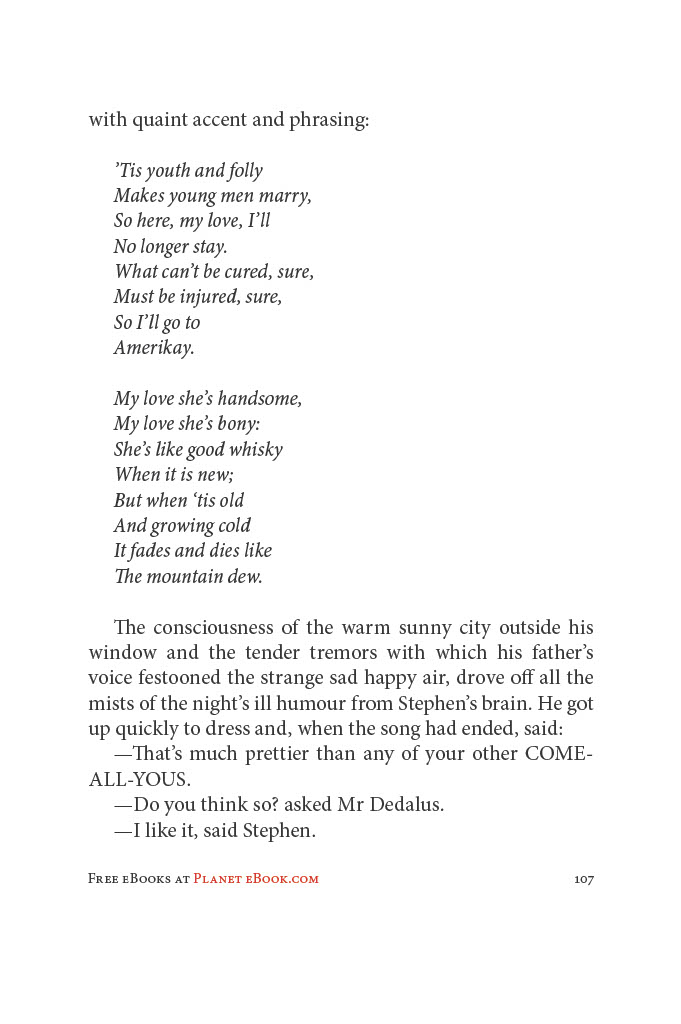 with quaint accent and phrasing:
’Tis youth and folly
Makes young men marry,
So here, my love, I’ll
No longer stay.
What can’t be cured, sure,
Must be injured, sure,
So I’ll go to
Amerikay.
My love she’s handsome,
My love she’s bony:
She’s like good whisky
When it is new;
But when ‘tis old
And growing cold
It fades and dies like
The mountain dew.
The consciousness of the warm sunny city outside his
window and the tender tremors with which his father’s
voice festooned the strange sad happy air, drove off all the
mists of the night’s ill humour from Stephen’s brain. He got
up quickly to dress and, when the song had ended, said:
—That’s much prettier than any of your other COME-
ALL-YOUS.
—Do you think so? asked Mr Dedalus.
—I like it, said Stephen.
Free eBooks at Planet eBook.com 107